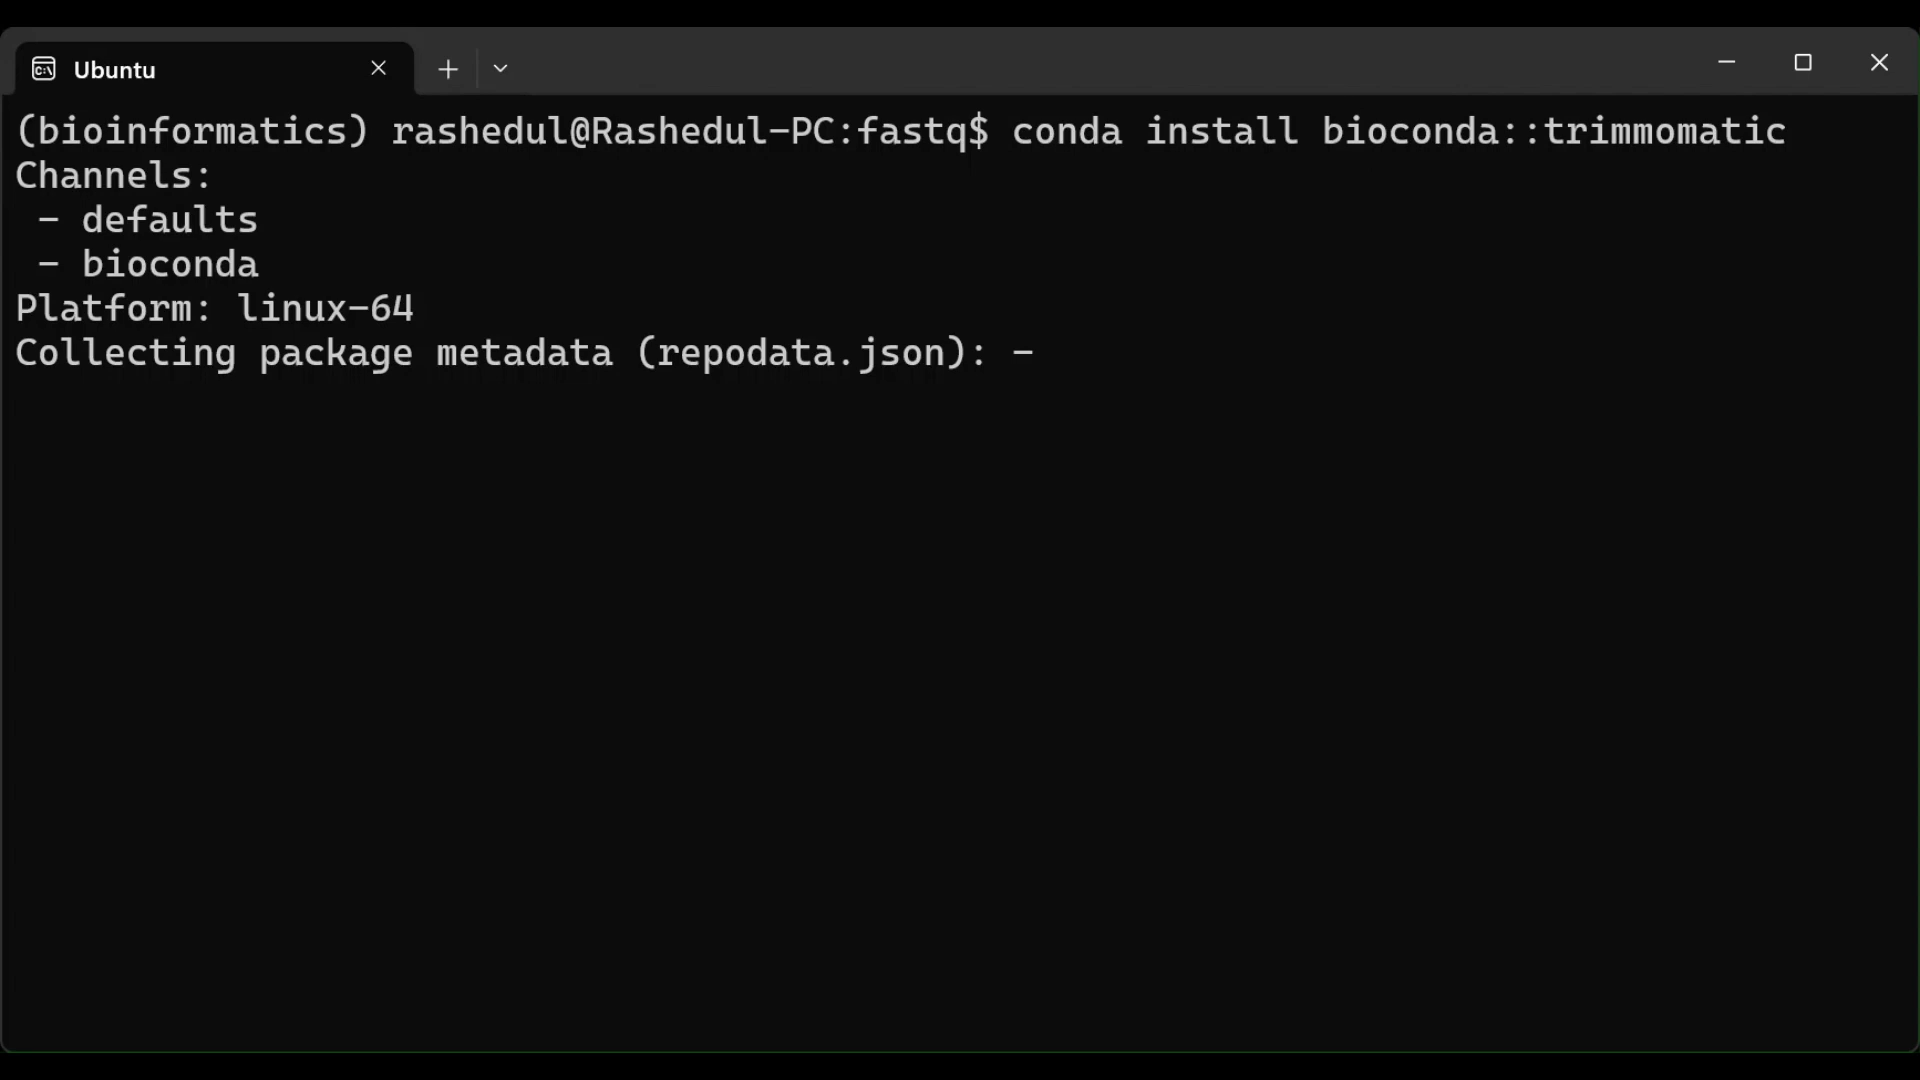 Ubuntu
(bioinformatics) rashedul@Rashedul-PC:fastq$ conda install bioconda::trimmomatic
Channels:
 - defaults
 - bioconda
Platform: linux-64
Collecting package metadata (repodata.json): -